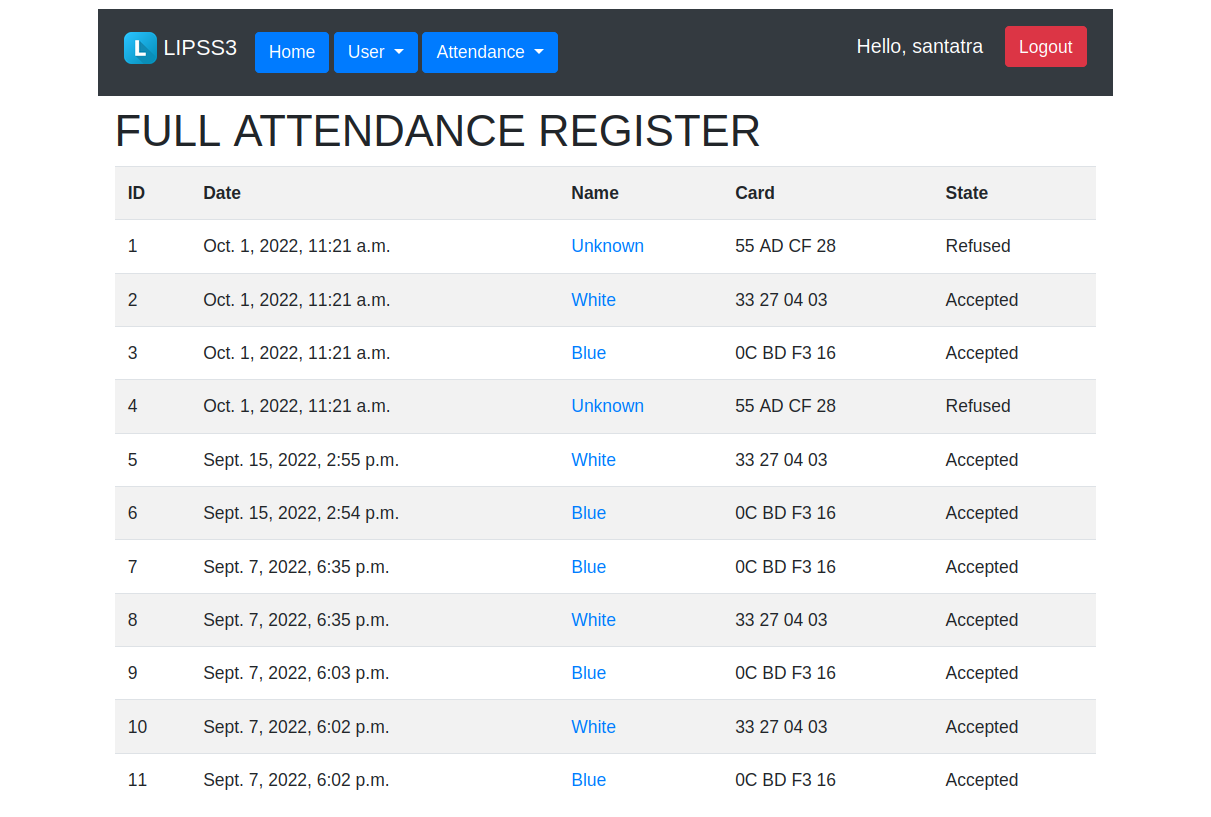 L LIPSS3 Home User Attendance Hello, santatra Logout
FULL ATTENDANCE REGISTER
ID Date Name Card State
1 Oct. 1, 2022, 11:21 a.m. Unknown 55 AD CF 28 Refused
2 Oct. 1, 2022, 11:21 a.m. White 33 27 04 03 Accepted
3 Oct. 1, 2022, 11:21 a.m. Blue 0C BD F3 16 Accepted
4 Oct. 1, 2022, 11:21 a.m. Unknown 55 AD CF 28 Refused
5 Sept. 15, 2022, 2:55 p.m. White 33 27 04 03 Accepted
6 Sept. 15, 2022, 2:54 p.m. Blue 0C BD F3 16 Accepted
7 Sept. 7, 2022, 6:35 p.m. Blue 0C BD F3 16 Accepted
8 Sept. 7, 2022, 6:35 p.m. White 33 27 04 03 Accepted
9 Sept. 7, 2022, 6:03 p.m. Blue 0C BD F3 16 Accepted
10 Sept. 7, 2022, 6:02 p.m. White 33 27 04 03 Accepted
11 Sept. 7, 2022, 6:02 p.m. Blue 0C BD F3 16 Accepted